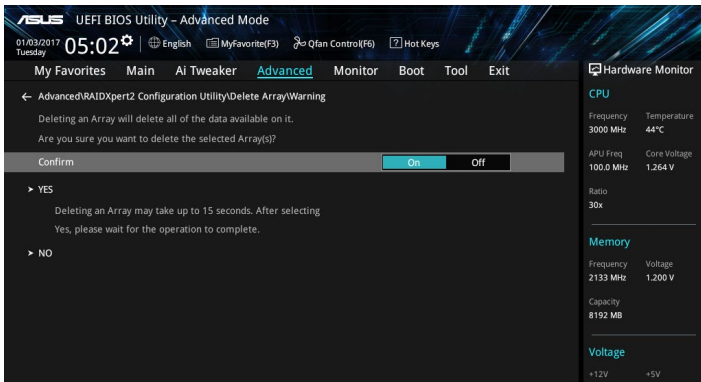 ASUS UEFI BIOS Utility – Advanced Mode
01/03/2017
Tuesday
05:02
English
MyFavorite(F3)
Qfan Control(F6)
? Hot Keys
My Favorites Main Ai Tweaker Advanced Monitor Boot Tool Exit
Hardware Monitor
← Advanced\RAIDXpert2 Configuration Utility\Delete Array\Warning
Deleting an Array will delete all of the data available on it.
Are you sure you want to delete the selected Array(s)?
Confirm On Off
> YES
Deleting an Array may take up to 15 seconds. After selecting
Yes, please wait for the operation to complete.
> NO
CPU
Frequency Temperature
3000 MHz 44°C
APU Freq Core Voltage
100.0 MHz 1.264 V
Ratio
30x
Memory
Frequency Voltage
2133 MHz 1.200 V
Capacity
8192 MB
Voltage
+12V +5V